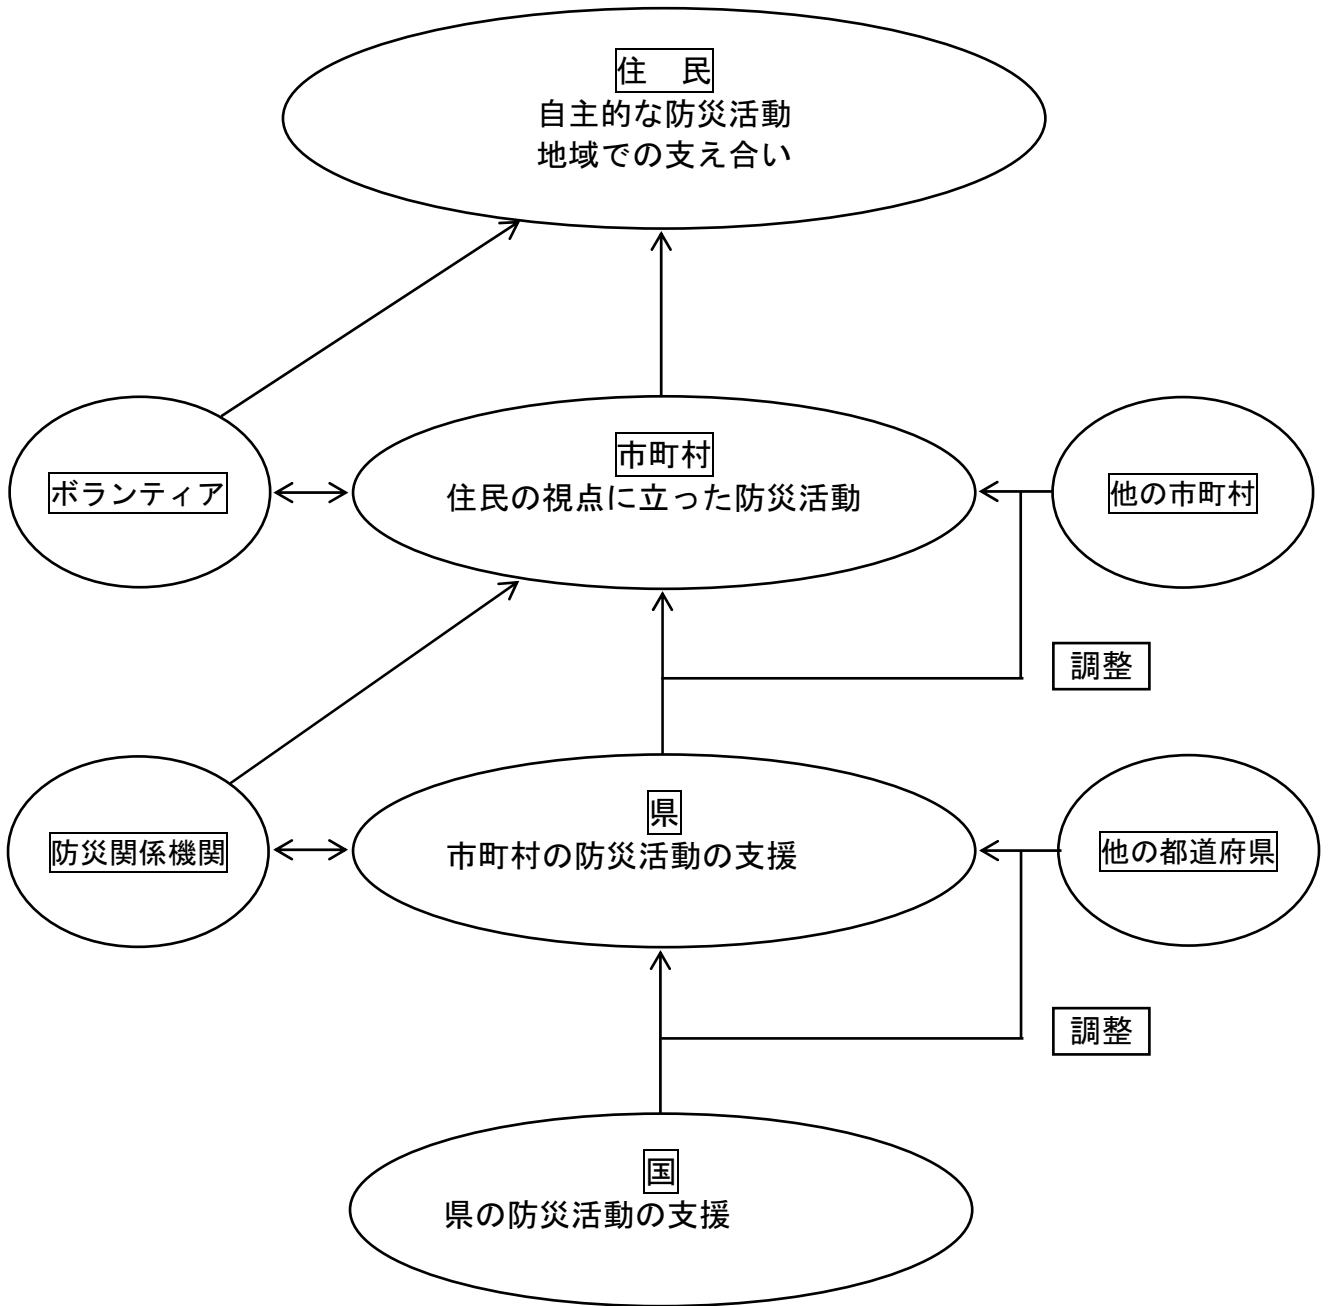 住　民
自主的な防災活動
地域での支え合い
ボランティア
市町村
住民の視点に立った防災活動
他の市町村
調整
防災関係機関
県
市町村の防災活動の支援
他の都道府県
調整
国
県の防災活動の支援